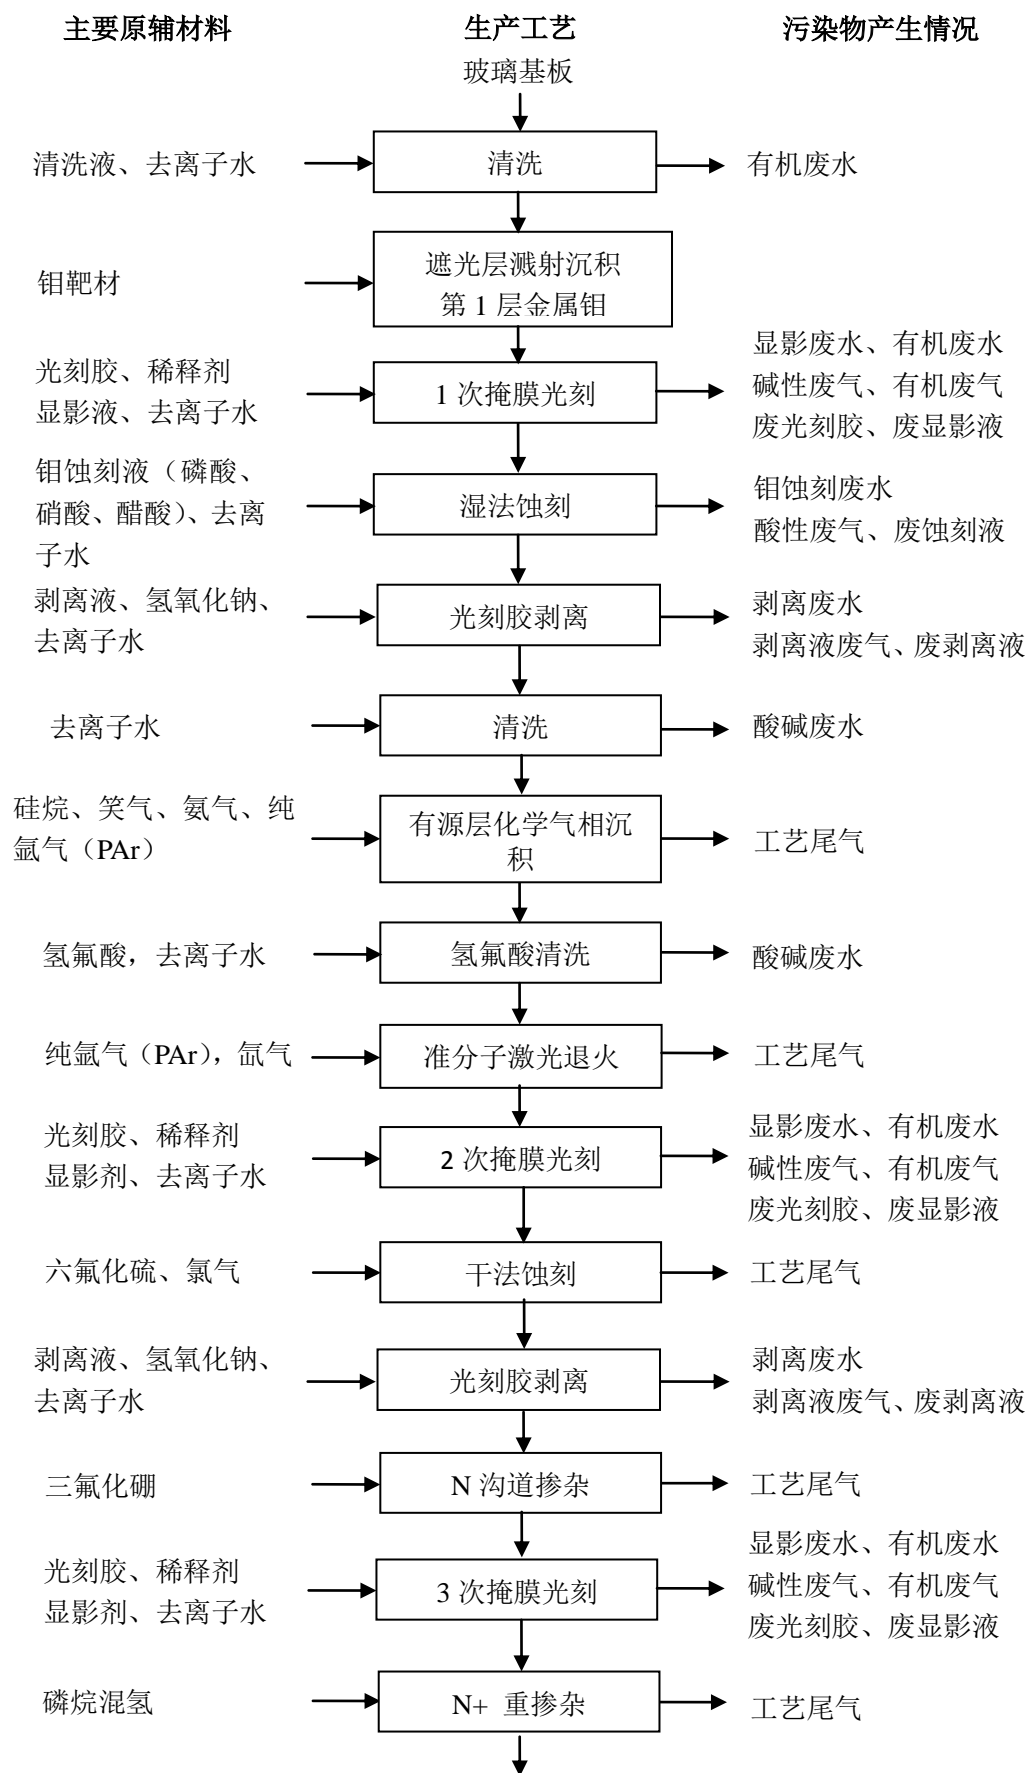 主要原辅材料
生产工艺
污染物产生情况
玻璃基板
清洗液、去离子水
清洗
有机废水
钼靶材
遮光层溅射沉积
第 1 层金属钼
光刻胶、稀释剂
显影液、去离子水
1 次掩膜光刻
显影废水、有机废水
碱性废气、有机废气
废光刻胶、废显影液
钼蚀刻液（磷酸、
硝酸、醋酸）、去离
子水
湿法蚀刻
钼蚀刻废水
酸性废气、废蚀刻液
剥离液、氢氧化钠、
去离子水
光刻胶剥离
剥离废水
剥离液废气、废剥离液
去离子水
清洗
酸碱废水
硅烷、笑气、氨气、纯
氩气（PAr）
有源层化学气相沉
积
工艺尾气
氢氟酸，去离子水
氢氟酸清洗
酸碱废水
纯氩气（PAr），氙气
准分子激光退火
工艺尾气
光刻胶、稀释剂
显影剂、去离子水
2 次掩膜光刻
显影废水、有机废水
碱性废气、有机废气
废光刻胶、废显影液
六氟化硫、氯气
干法蚀刻
工艺尾气
剥离液、氢氧化钠、
去离子水
光刻胶剥离
剥离废水
剥离液废气、废剥离液
三氟化硼
N 沟道掺杂
工艺尾气
光刻胶、稀释剂
显影剂、去离子水
3 次掩膜光刻
显影废水、有机废水
碱性废气、有机废气
废光刻胶、废显影液
磷烷混氢
N+ 重掺杂
工艺尾气